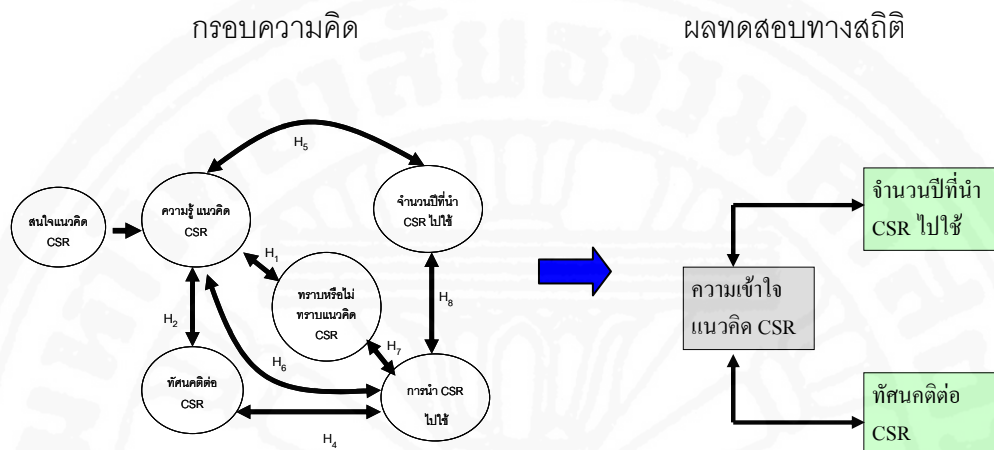 กรอบความคิด
ผลทดสอบทางสถิติ
H5
สนใจแนวคิด
CSR
ความรู้ แนวคิด
CSR
จำนวนปีที่นำ
CSR ไปใช้
H1
ทราบหรือไม่
ทราบแนวคิด
CSR
H2
H6
H7
H8
ทัศนคติต่อ
CSR
H4
การนำ CSR
ไปใช้
จำนวนปีที่นำ
CSR ไปใช้
ความเข้าใจ
แนวคิด CSR
ทัศนคติต่อ
CSR